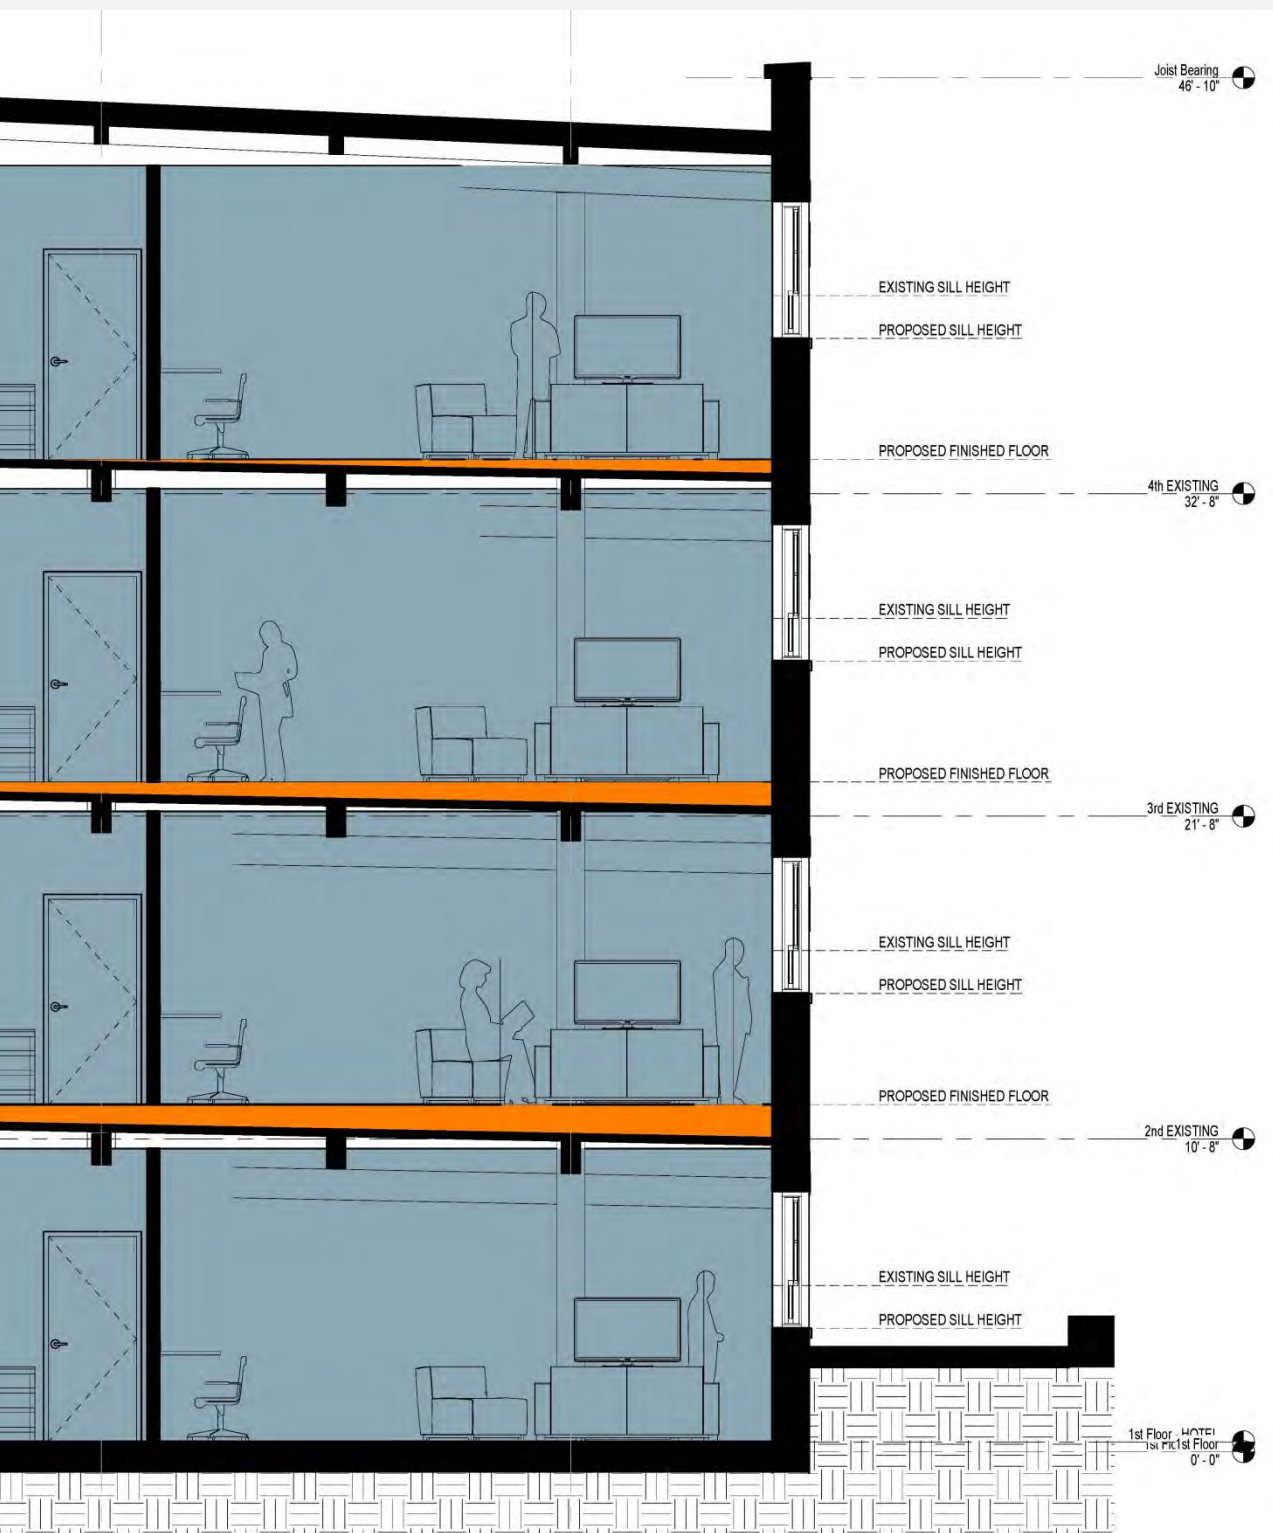 Joist Bearing
46' - 10"
EXISTING SILL HEIGHT
PROPOSED SILL HEIGHT
PROPOSED FINISHED FLOOR
4th EXISTING
32' - 8"
EXISTING SILL HEIGHT
PROPOSED SILL HEIGHT
PROPOSED FINISHED FLOOR
3rd EXISTING
21' - 8"
EXISTING SILL HEIGHT
PROPOSED SILL HEIGHT
PROPOSED FINISHED FLOOR
2nd EXISTING
10' - 8"
EXISTING SILL HEIGHT
PROPOSED SILL HEIGHT
1st Floor - HOTEL
1st Floor
0' - 0"